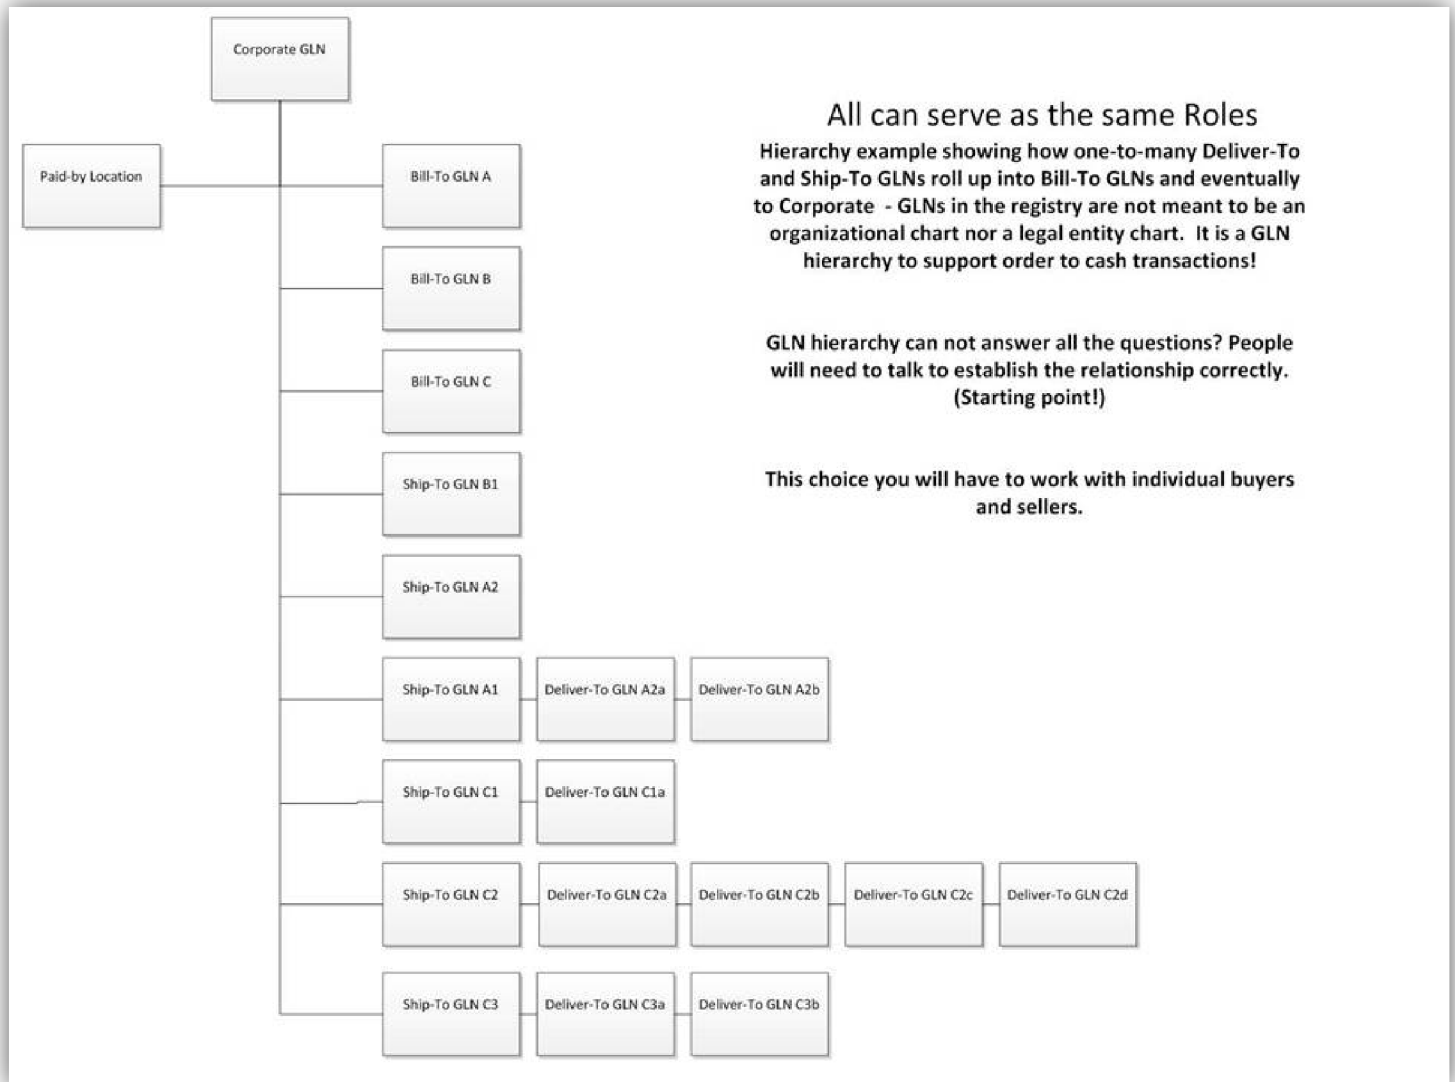 Corporate GLN
All can serve as the same Roles
Hierarchy example showing how one-to-many Deliver-To
and Ship-To GLNs roll up into Bill-To GLNs and eventually
to Corporate - GLNs in the registry are not meant to be an
organizational chart nor a legal entity chart. It is a GLN
hierarchy to support order to cash transactions!
GLN hierarchy can not answer all the questions? People
will need to talk to establish the relationship correctly.
(Starting point!)
This choice you will have to work with individual buyers
and sellers.
Paid-by Location
Bill-To GLN A
Bill-To GLN B
Bill-To GLN C
Ship-To GLN B1
Ship-To GLN A2
Ship-To GLN A1
Deliver-To GLN A2a
Deliver-To GLN A2b
Ship-To GLN C1
Deliver-To GLN C1a
Ship-To GLN C2
Deliver-To GLN C2a
Deliver-To GLN C2b
Deliver-To GLN C2c
Deliver-To GLN C2d
Ship-To GLN C3
Deliver-To GLN C3a
Deliver-To GLN C3b